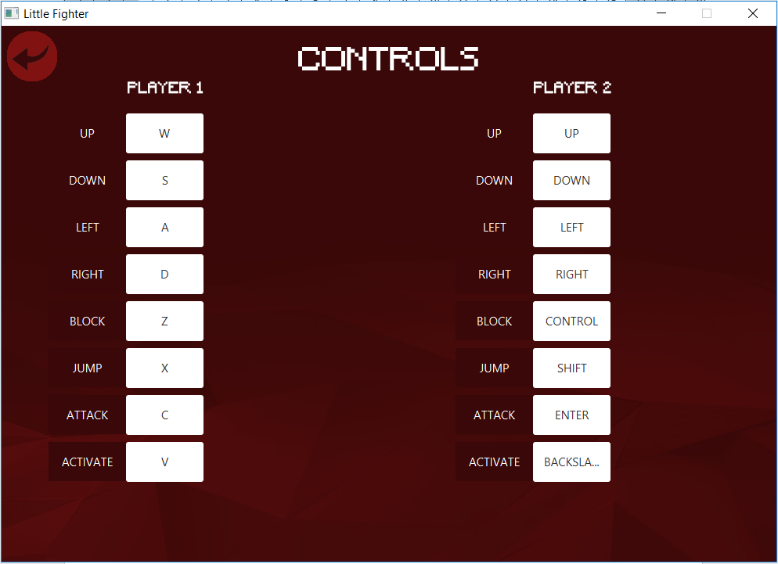 Little Fighter
CONTROLS
PLAYER 1 PLAYER 2
UP W UP UP
DOWN S DOWN DOWN
LEFT A LEFT LEFT
RIGHT D RIGHT RIGHT
BLOCK Z BLOCK CONTROL
JUMP X JUMP SHIFT
ATTACK C ATTACK ENTER
ACTIVATE V ACTIVATE BACKSLA...